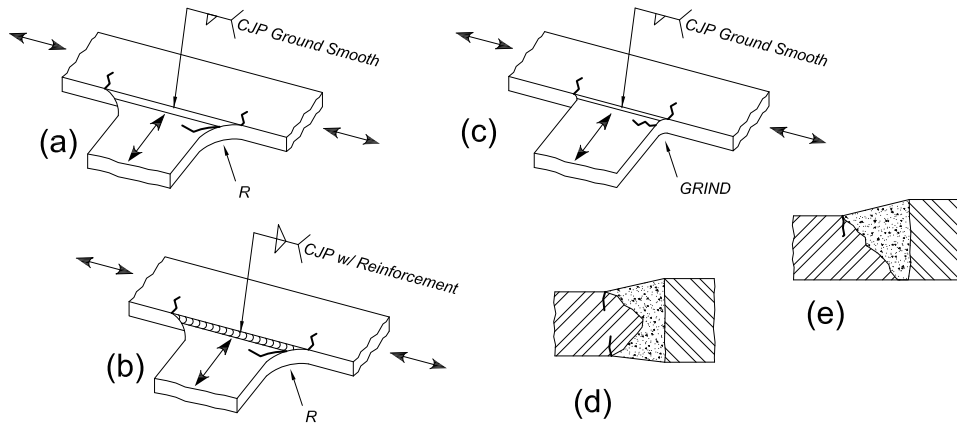 CJP Ground Smooth
(a)
R
CJP Ground Smooth
(c)
GRIND
CJP w/ Reinforcement
(b)
R
(d)
(e)